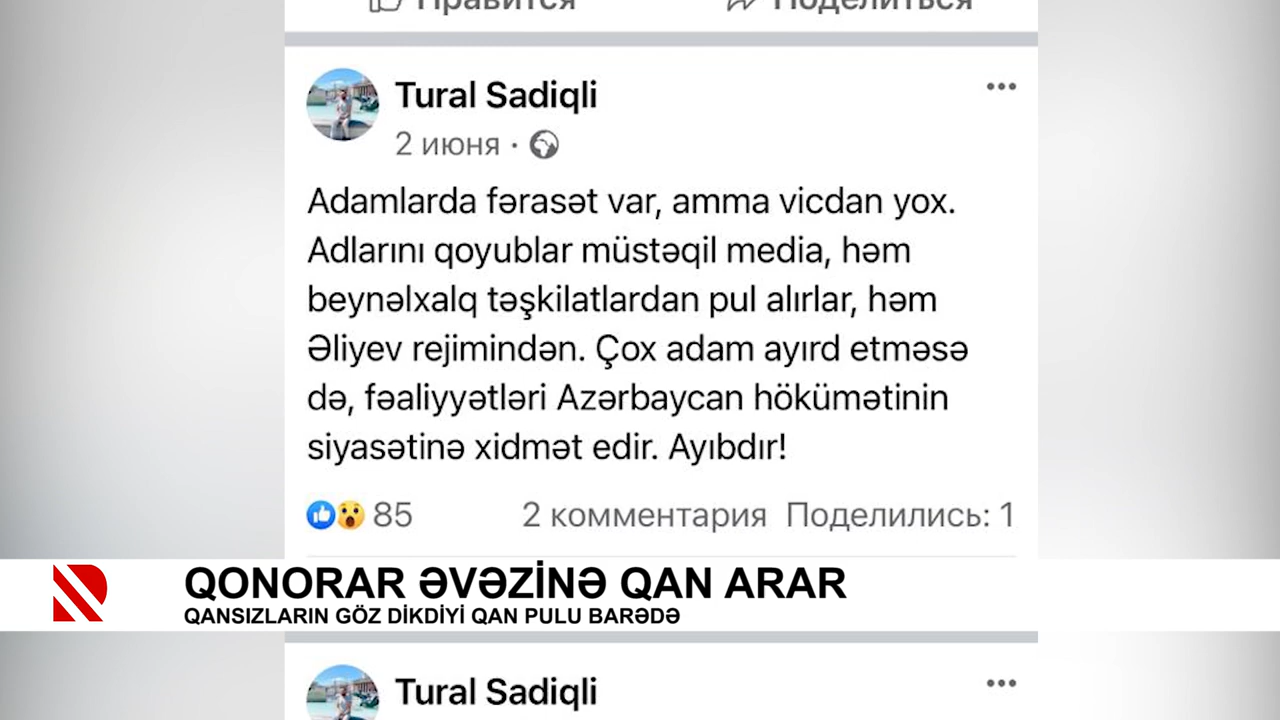 Нравится Поделиться
Tural Sadiqli
2 июня
Adamlarda fərasət var, amma vicdan yox.
Adlarını qoyublar müstəqil media, həm
beynəlxalq təşkilatlardan pul alırlar, həm
Əliyev rejimindən. Çox adam ayırd etməsə
də, fəaliyyətləri Azərbaycan hökümətinin
siyasətinə xidmət edir. Ayıbdır!
85 2 комментария Поделились: 1
QONORAR ƏVƏZİNƏ QAN ARAR
QANSIZLARIN GÖZ DİKDİYİ QAN PULU BARƏDƏ
Tural Sadiqli